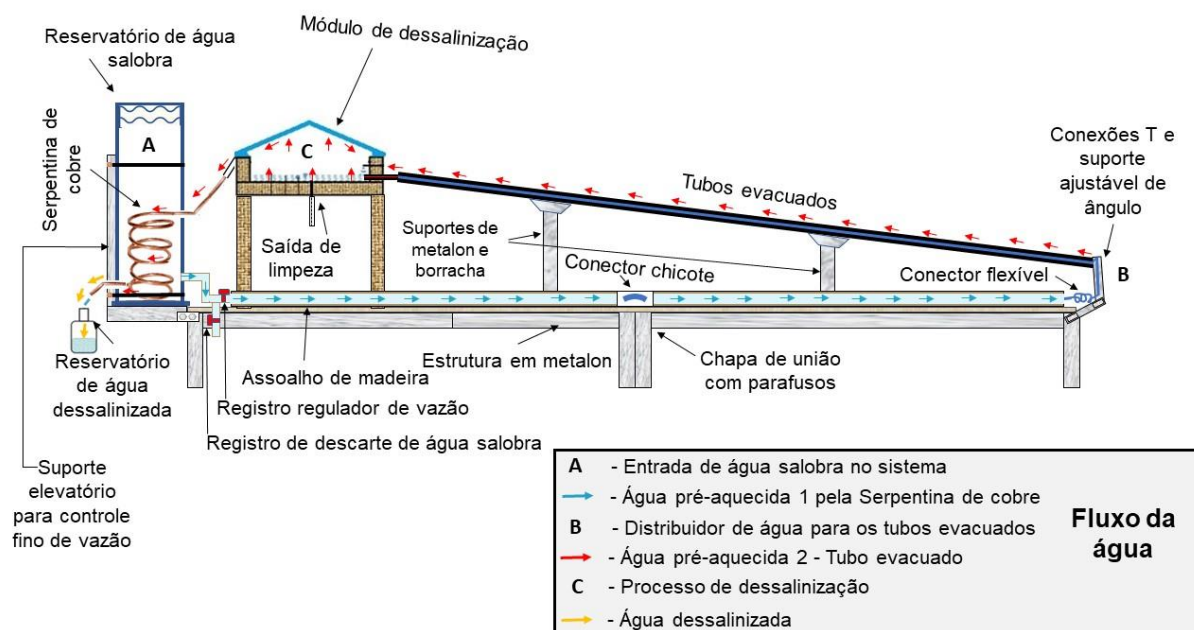 Reservatório de água
salobra
Módulo de dessalinização
A
C
Serpentina de
cobre
Conexões T e
suporte
ajustável de
ângulo
Tubos evacuados
Saída de
limpeza
Suportes de
metalon e
borracha
Conector chicote
Conector flexível
B
Reservatório
de água
dessalinizada
Assoalho de madeira
Estrutura em metalon
Chapa de união
com parafusos
Registro regulador de vazão
Registro de descarte de água salobra
Suporte
elevatório
para controle
fino de vazão
A - Entrada de água salobra no sistema
- Água pré-aquecida 1 pela Serpentina de cobre
B - Distribuidor de água para os tubos evacuados
- Água pré-aquecida 2 - Tubo evacuado
C - Processo de dessalinização
- Água dessalinizada
Fluxo da
água